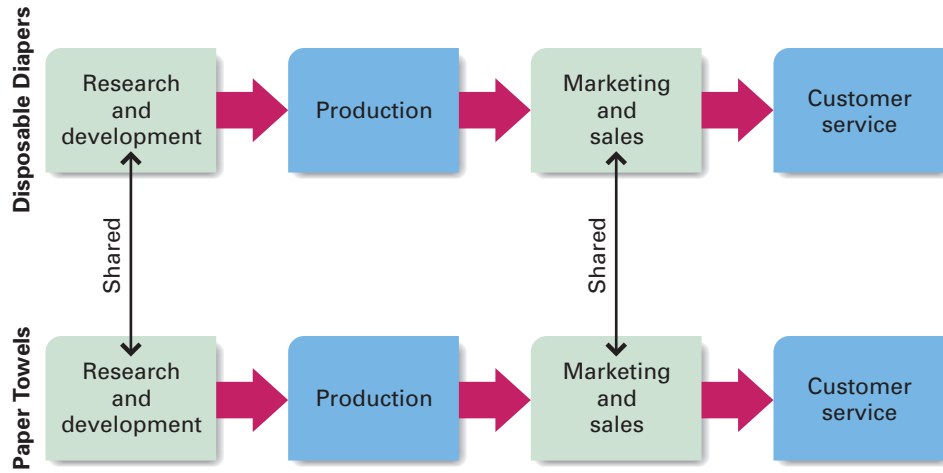 Disposable Diapers
Research
and
development
Production
Marketing
and
sales
Customer
service
Shared
Shared
Paper Towels
Research
and
development
Production
Marketing
and
sales
Customer
service